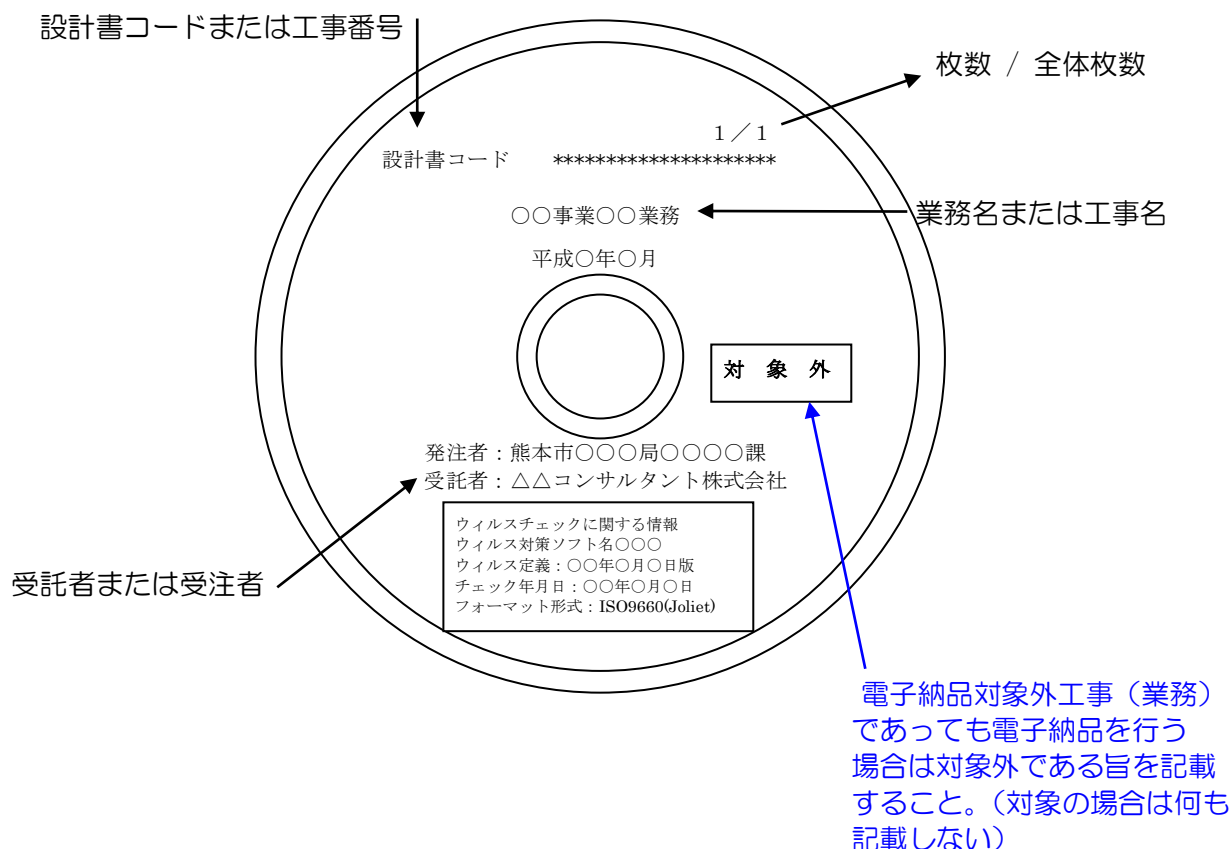 設計書コードまたは工事番号
枚数 / 全体枚数
1／1
設計書コード *********************
○○事業○○業務
業務名または工事名
平成○年○月
対 象 外
発注者：熊本市○○○局○○○○課
受託者：△△コンサルタント株式会社
ウィルスチェックに関する情報
ウィルス対策ソフト名○○○
ウィルス定義：○○年○月○日版
チェック年月日：○○年○月○日
フォーマット形式：ISO9660(Joliet)
受託者または受注者
電子納品対象外工事（業務）
であっても電子納品を行う
場合は対象外である旨を記載
すること。（対象の場合は何も
記載しない）